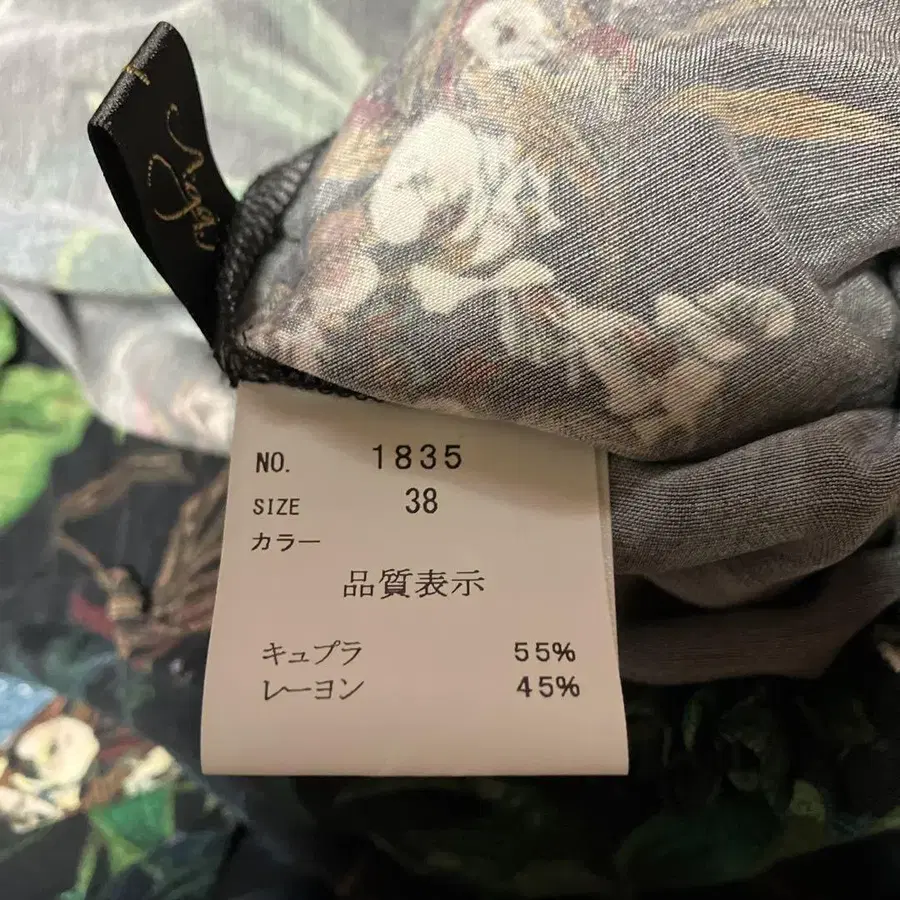 NO. 1835
SIZE 38
カラー
品質表示
キュプラ 55%
レーヨン 45%